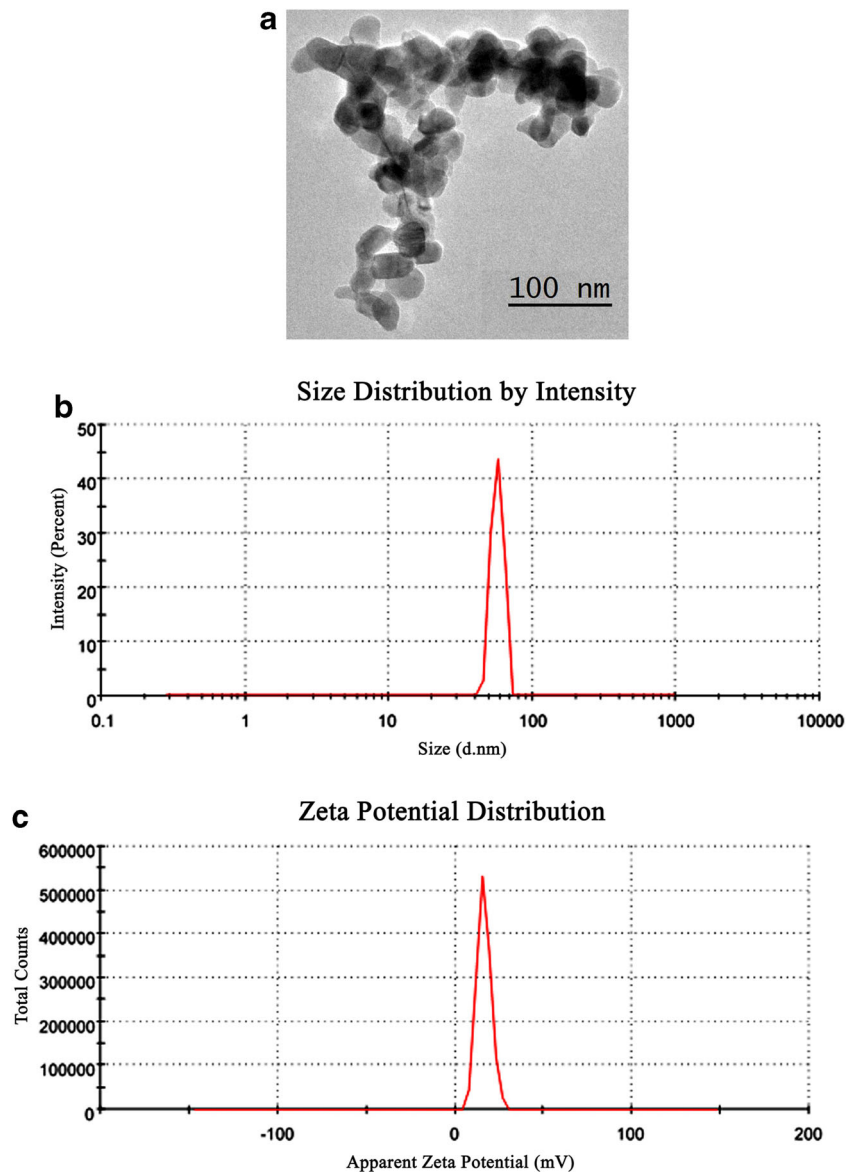 a
100 nm
b
Size Distribution by Intensity
50
40
30
20
10
0
Intensity (Percent)
0.1 1 10 100 1000 10000
Size (d.nm)
c
Zeta Potential Distribution
600000
500000
400000
300000
200000
100000
0
Total Counts
-100 0 100 200
Apparent Zeta Potential (mV)